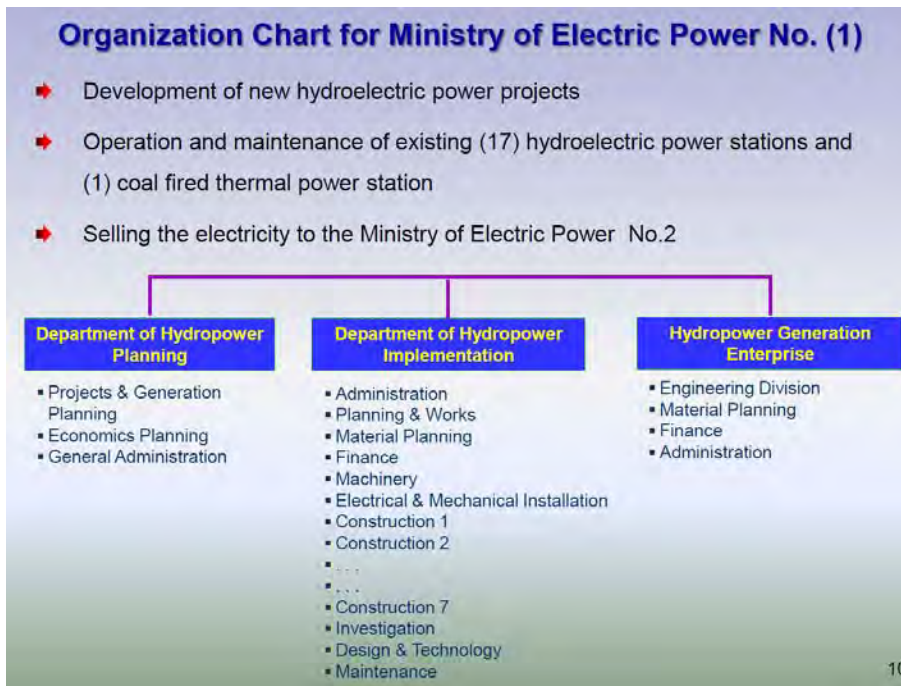 Organization Chart for Ministry of Electric Power No. (1)
Development of new hydroelectric power projects
Operation and maintenance of existing (17) hydroelectric power stations and
(1) coal fired thermal power station
Selling the electricity to the Ministry of Electric Power No.2
Department of Hydropower
Planning
▪ Projects & Generation
Planning
▪ Economics Planning
▪ General Administration
Department of Hydropower
Implementation
▪ Administration
▪ Planning & Works
▪ Material Planning
▪ Finance
▪ Machinery
▪ Electrical & Mechanical Installation
▪ Construction 1
▪ Construction 2
▪ . . .
▪ . . .
▪ Construction 7
▪ Investigation
▪ Design & Technology
▪ Maintenance
Hydropower Generation
Enterprise
▪ Engineering Division
▪ Material Planning
▪ Finance
▪ Administration
10